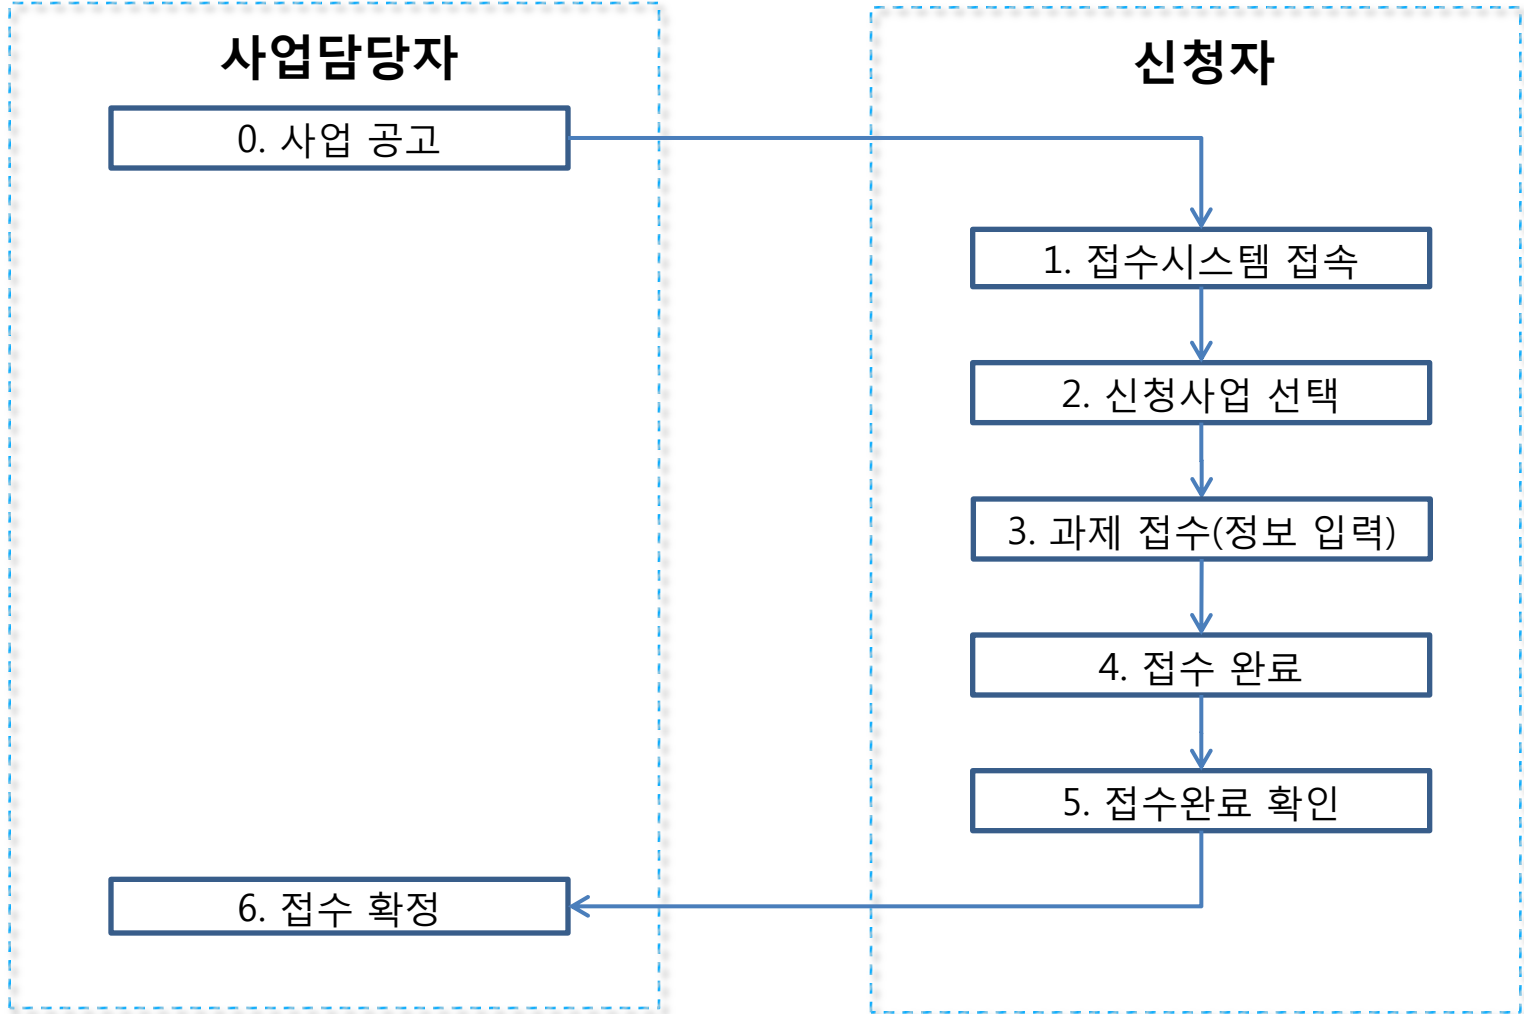 사업담당자
신청자
0. 사업 공고
1. 접수시스템 접속
2. 신청사업 선택
3. 과제 접수(정보 입력)
4. 접수 완료
5. 접수완료 확인
6. 접수 확정